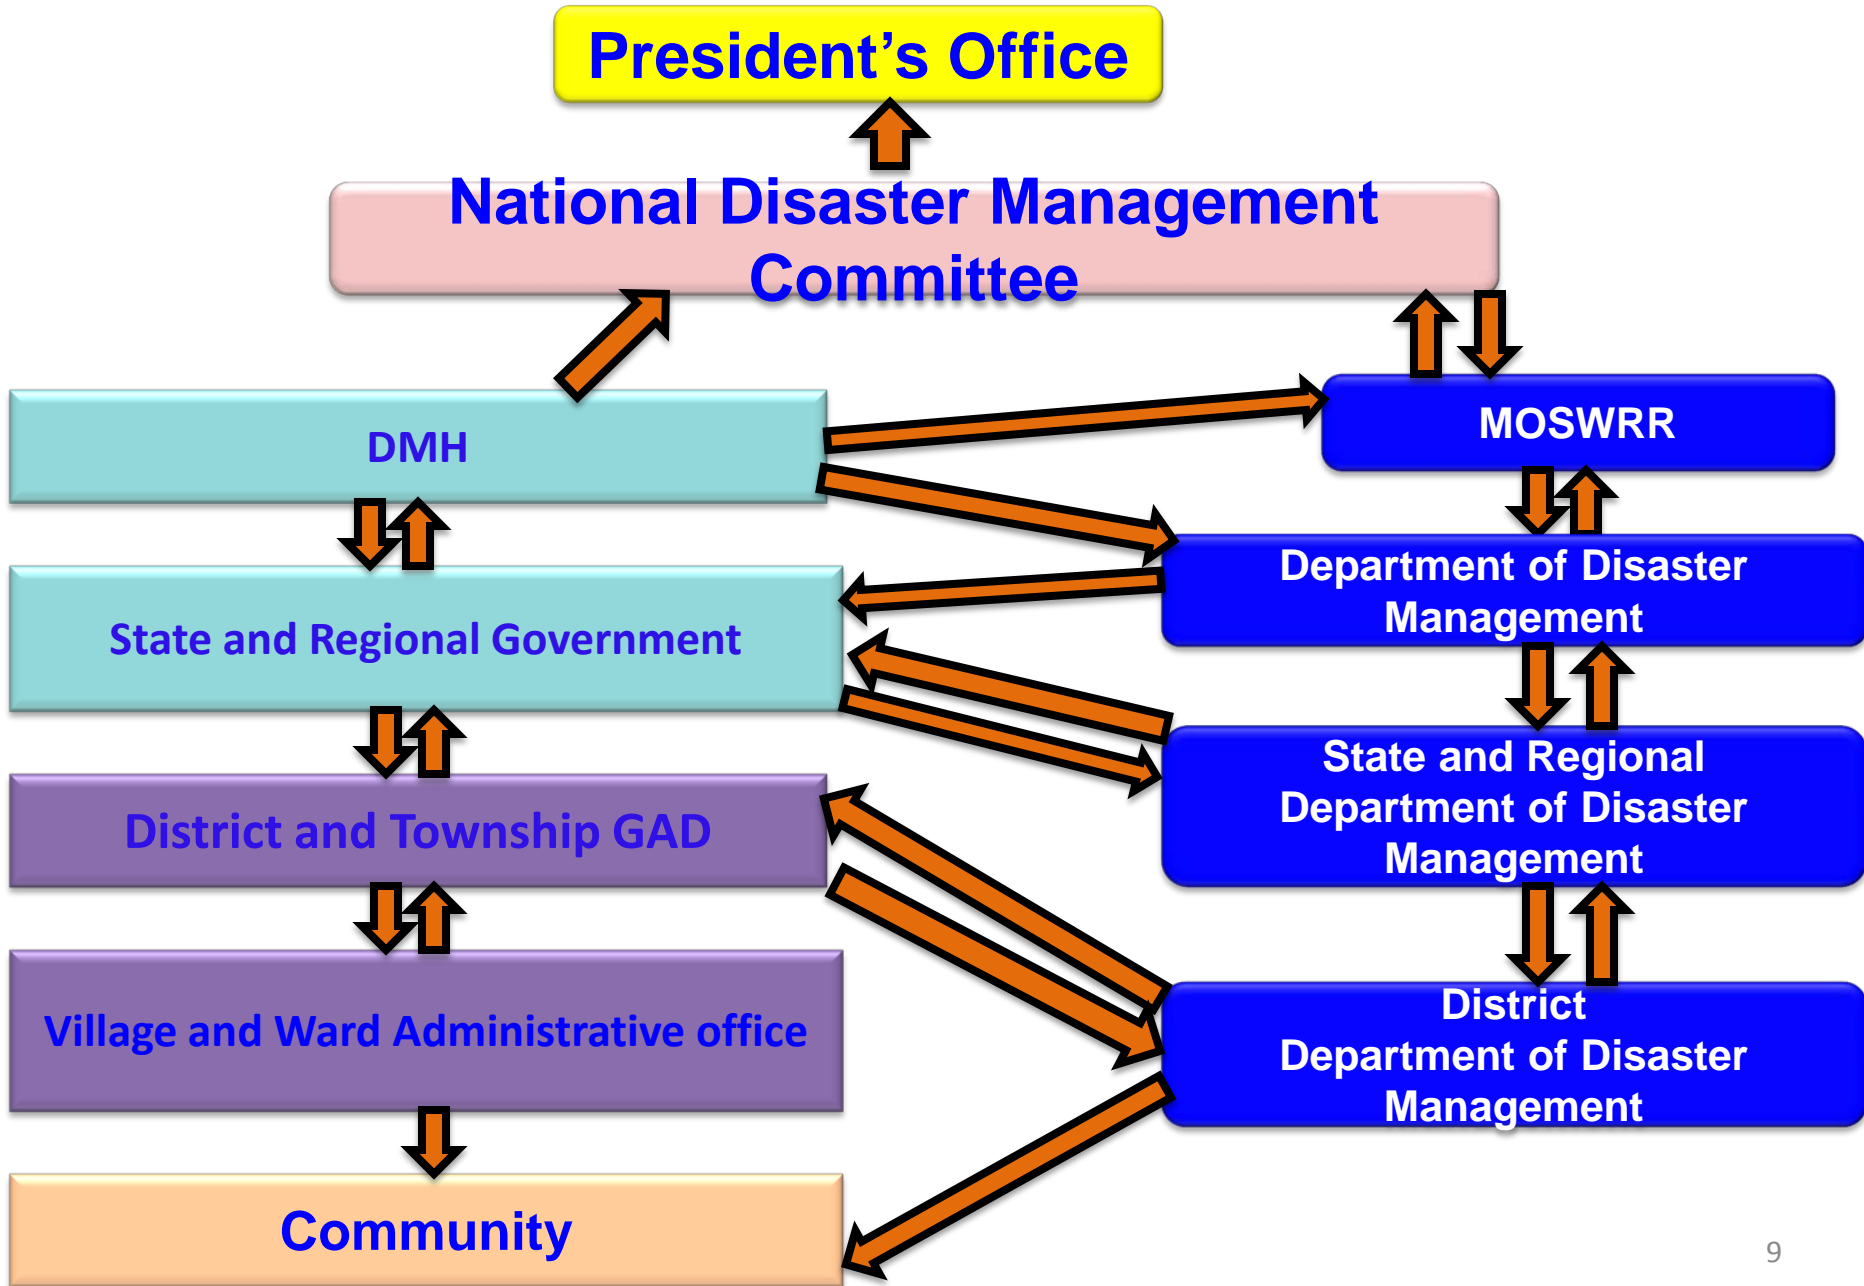 President’s Office
National Disaster Management
Committee
DMH
MOSWRR
Department of Disaster
Management
State and Regional Government
State and Regional
Department of Disaster
Management
District and Township GAD
Village and Ward Administrative office
District
Department of Disaster
Management
Community
9